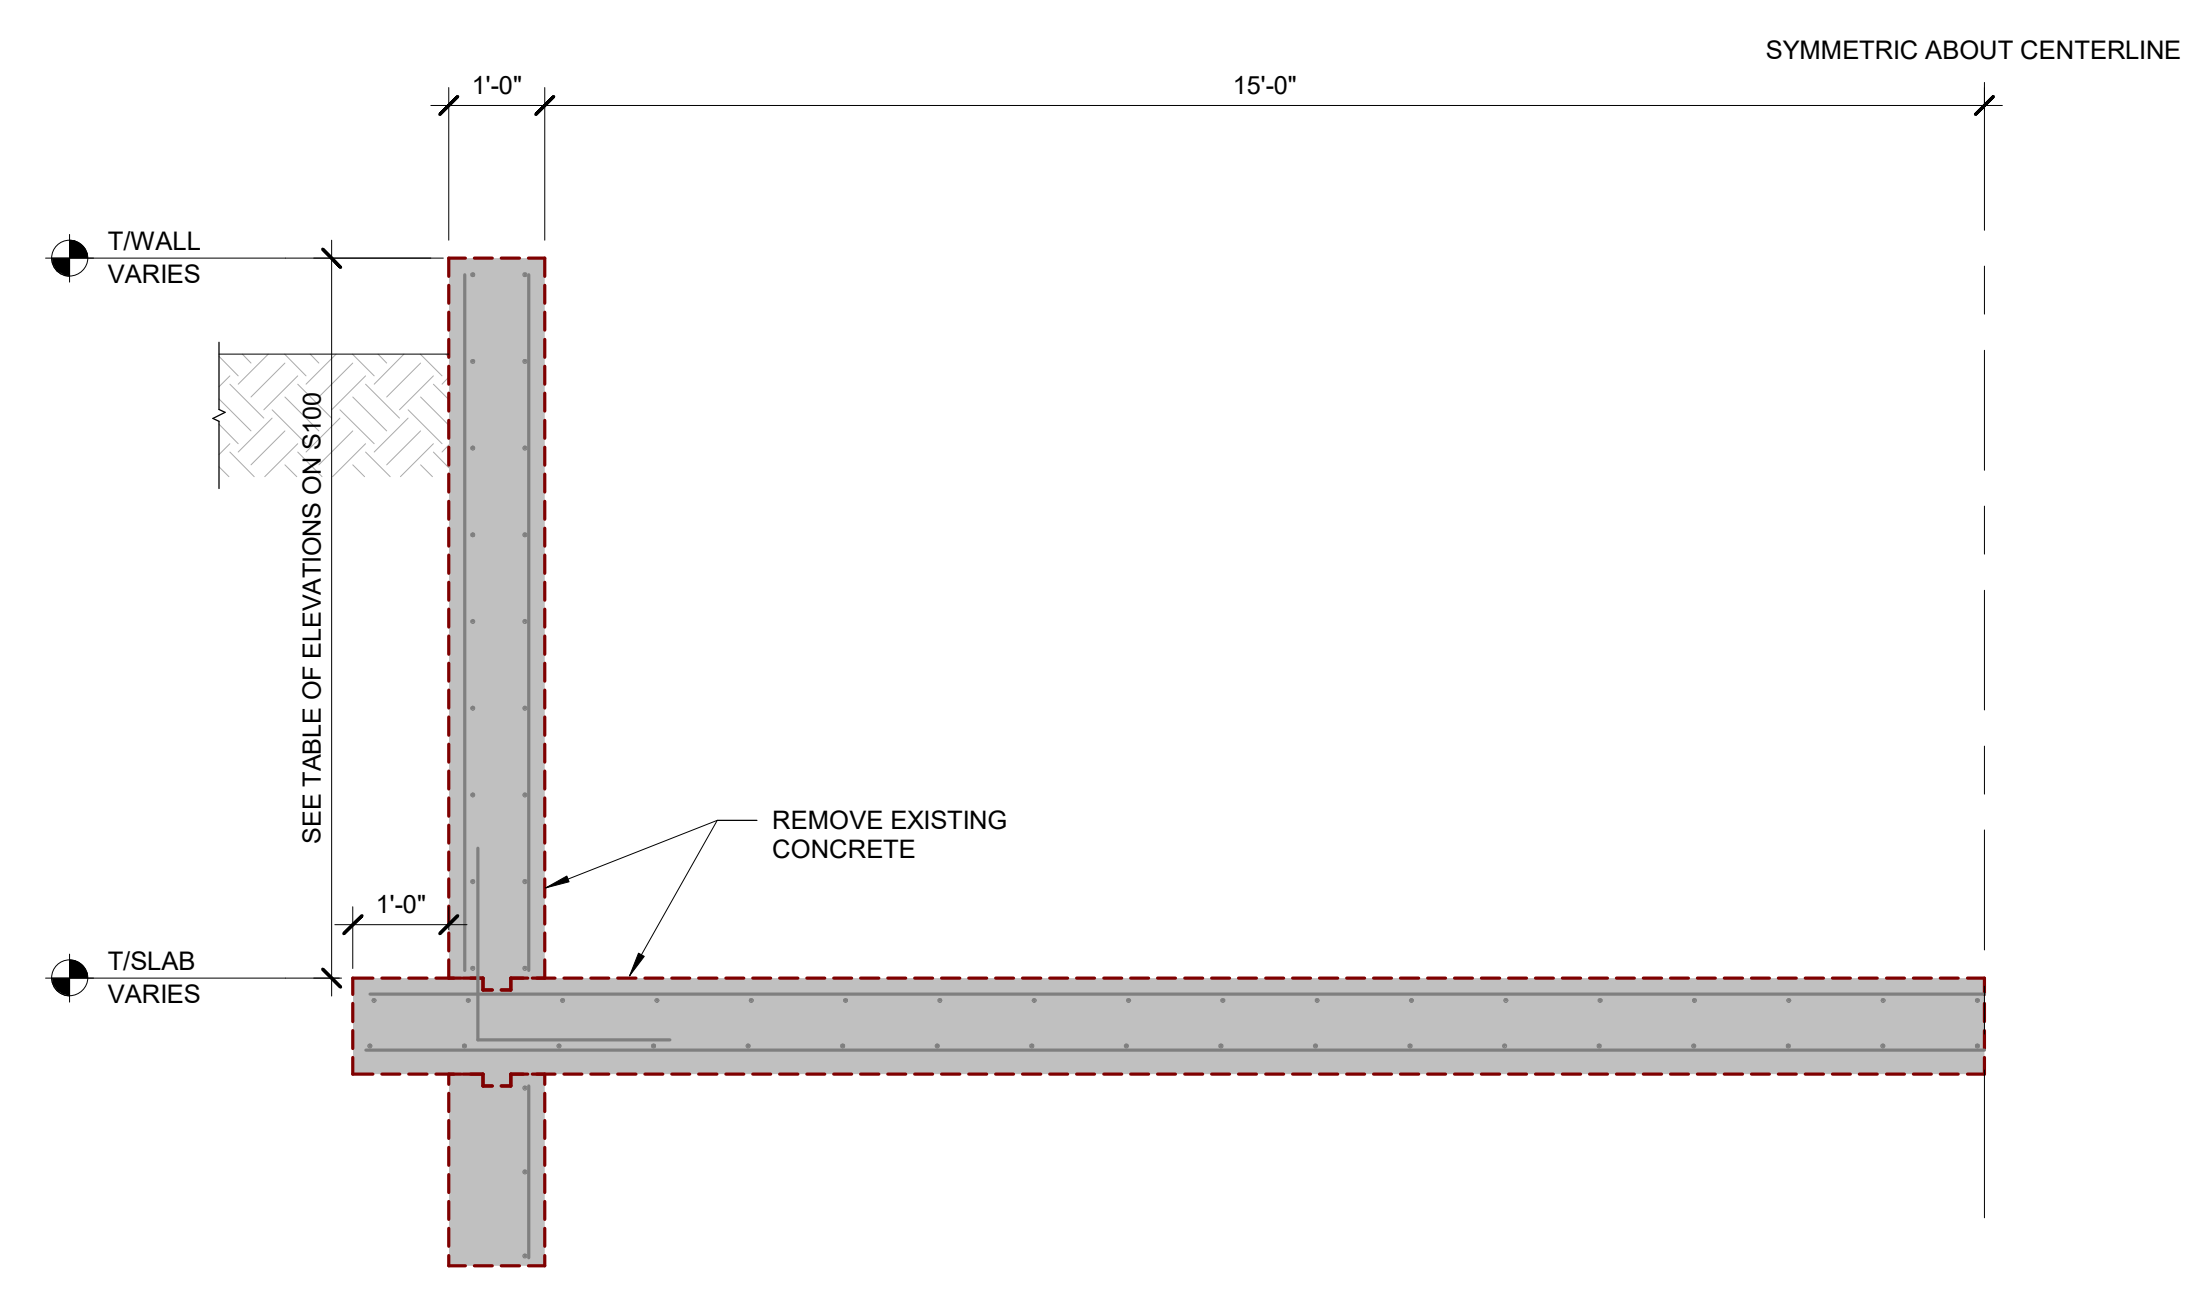 SYMMETRIC ABOUT CENTERLINE
1'-0"
15'-0"
T/WALL
VARIES
SEE TABLE OF ELEVATIONS ON S100
REMOVE EXISTING
CONCRETE
1'-0"
T/SLAB
VARIES